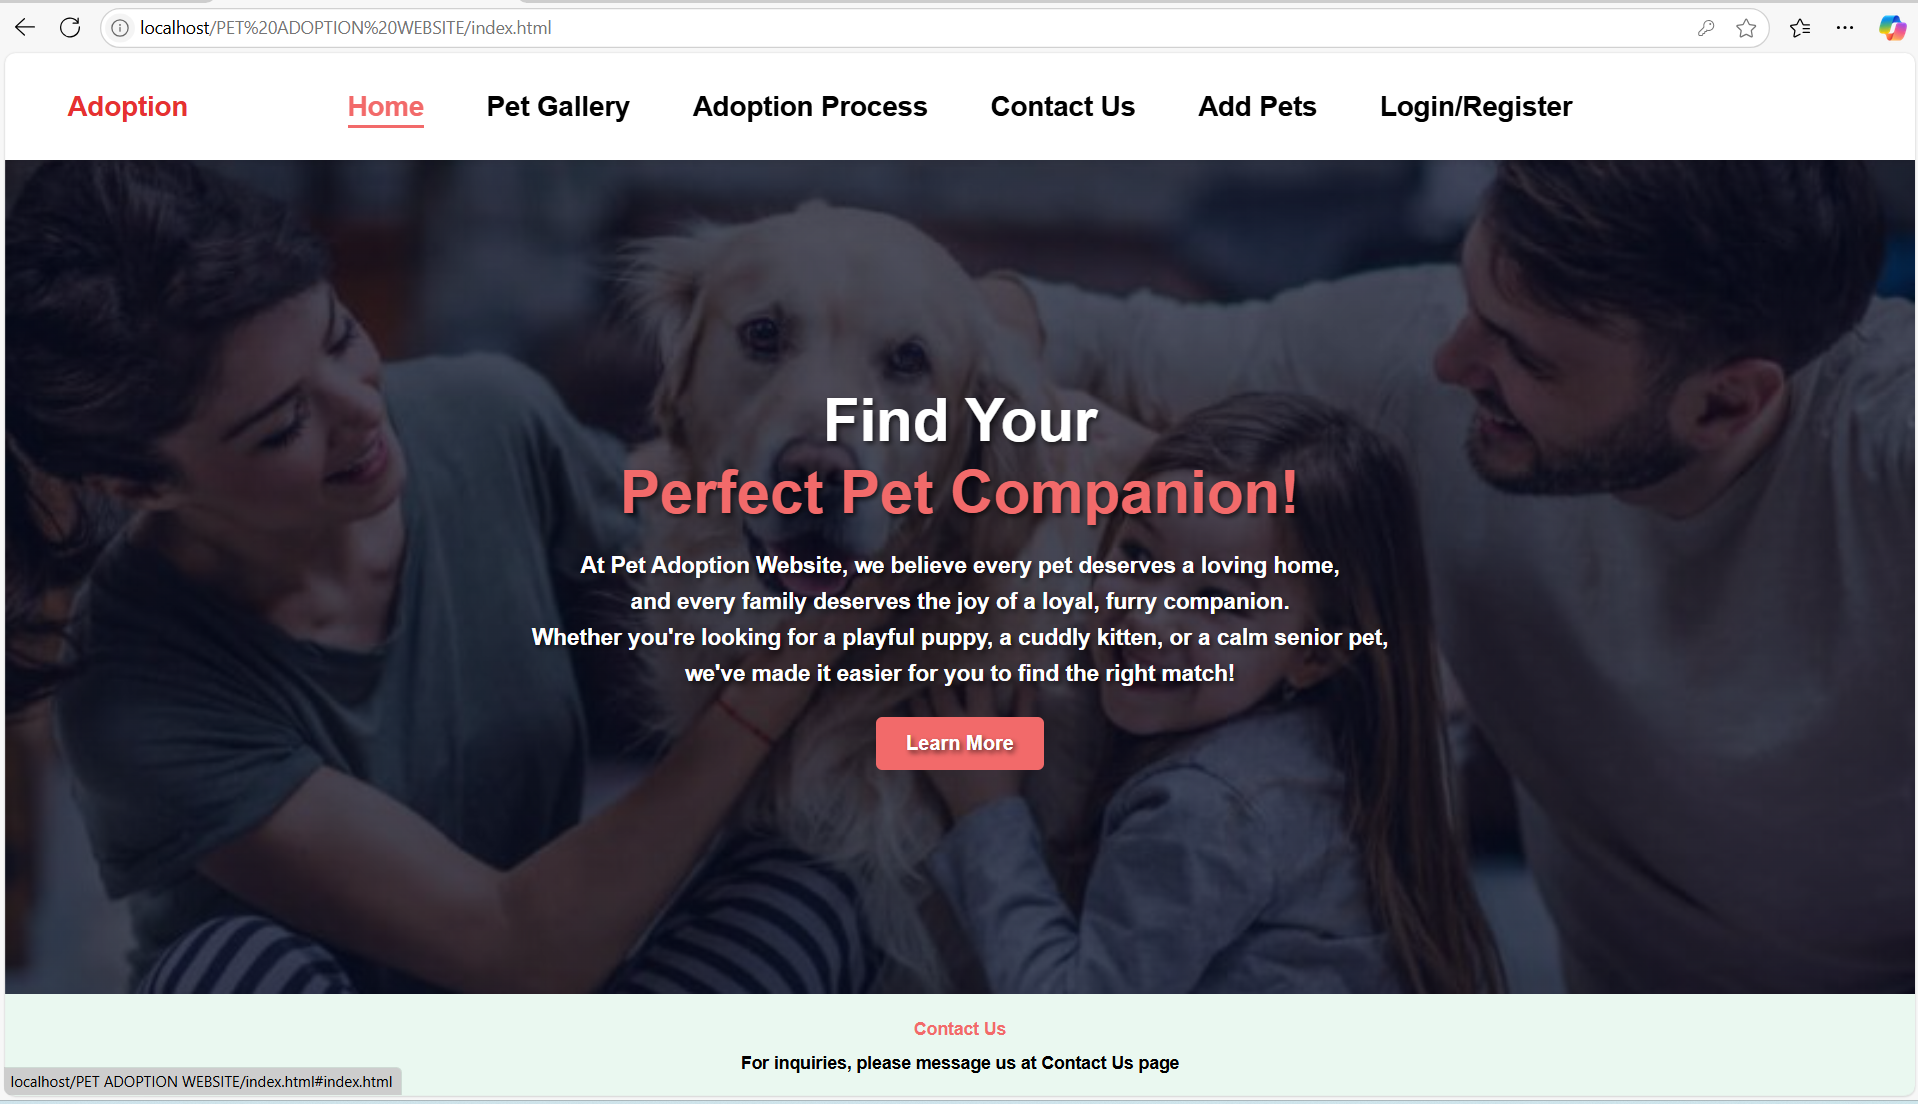 localhost/PET%20ADOPTION%20WEBSITE/index.html
Adoption Home Pet Gallery Adoption Process Contact Us Add Pets Login/Register
Find Your
Perfect Pet Companion!
At Pet Adoption Website, we believe every pet deserves a loving home,
and every family deserves the joy of a loyal, furry companion.
Whether you're looking for a playful puppy, a cuddly kitten, or a calm senior pet,
we've made it easier for you to find the right match!
Learn More
Contact Us
For inquiries, please message us at Contact Us page
localhost/PET ADOPTION WEBSITE/index.html#index.html